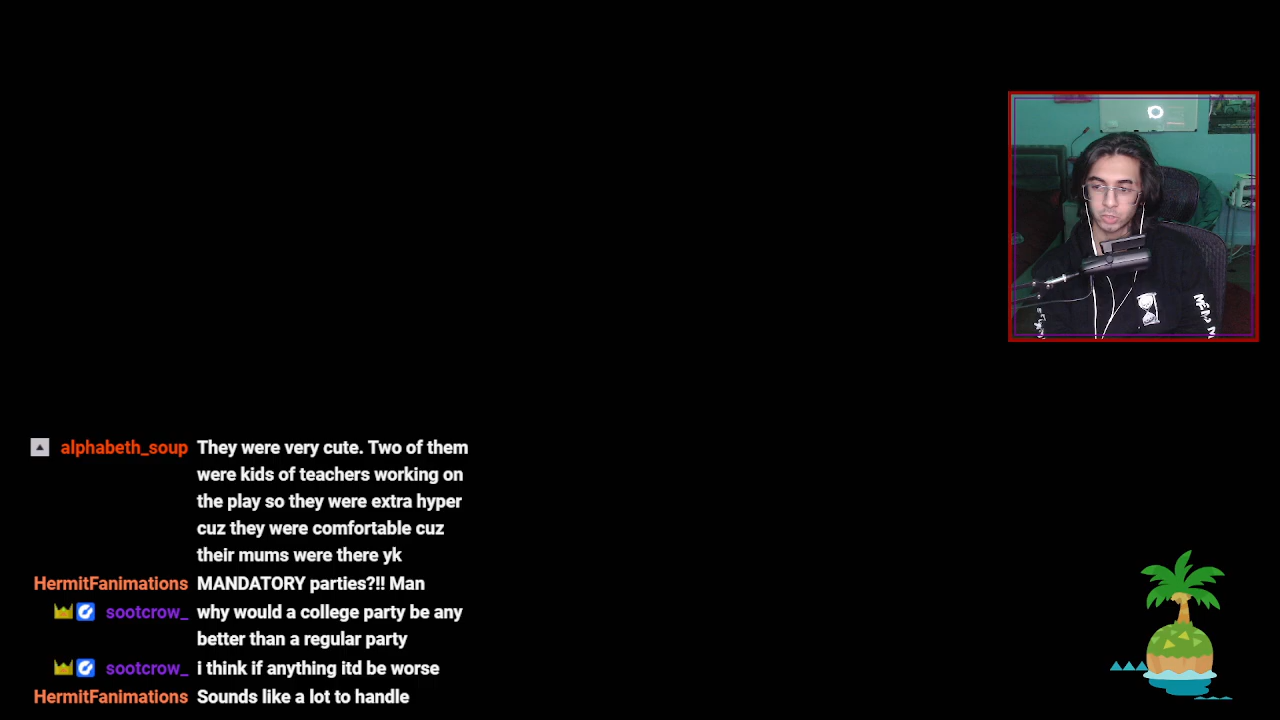 alphabeth_soup They were very cute. Two of them
were kids of teachers working on
the play so they were extra hyper
cuz they were comfortable cuz
their mums were there yk
HermitFanimations MANDATORY parties?!! Man
sootcrow_ why would a college party be any
better than a regular party
sootcrow_ i think if anything itd be worse
HermitFanimations Sounds like a lot to handle